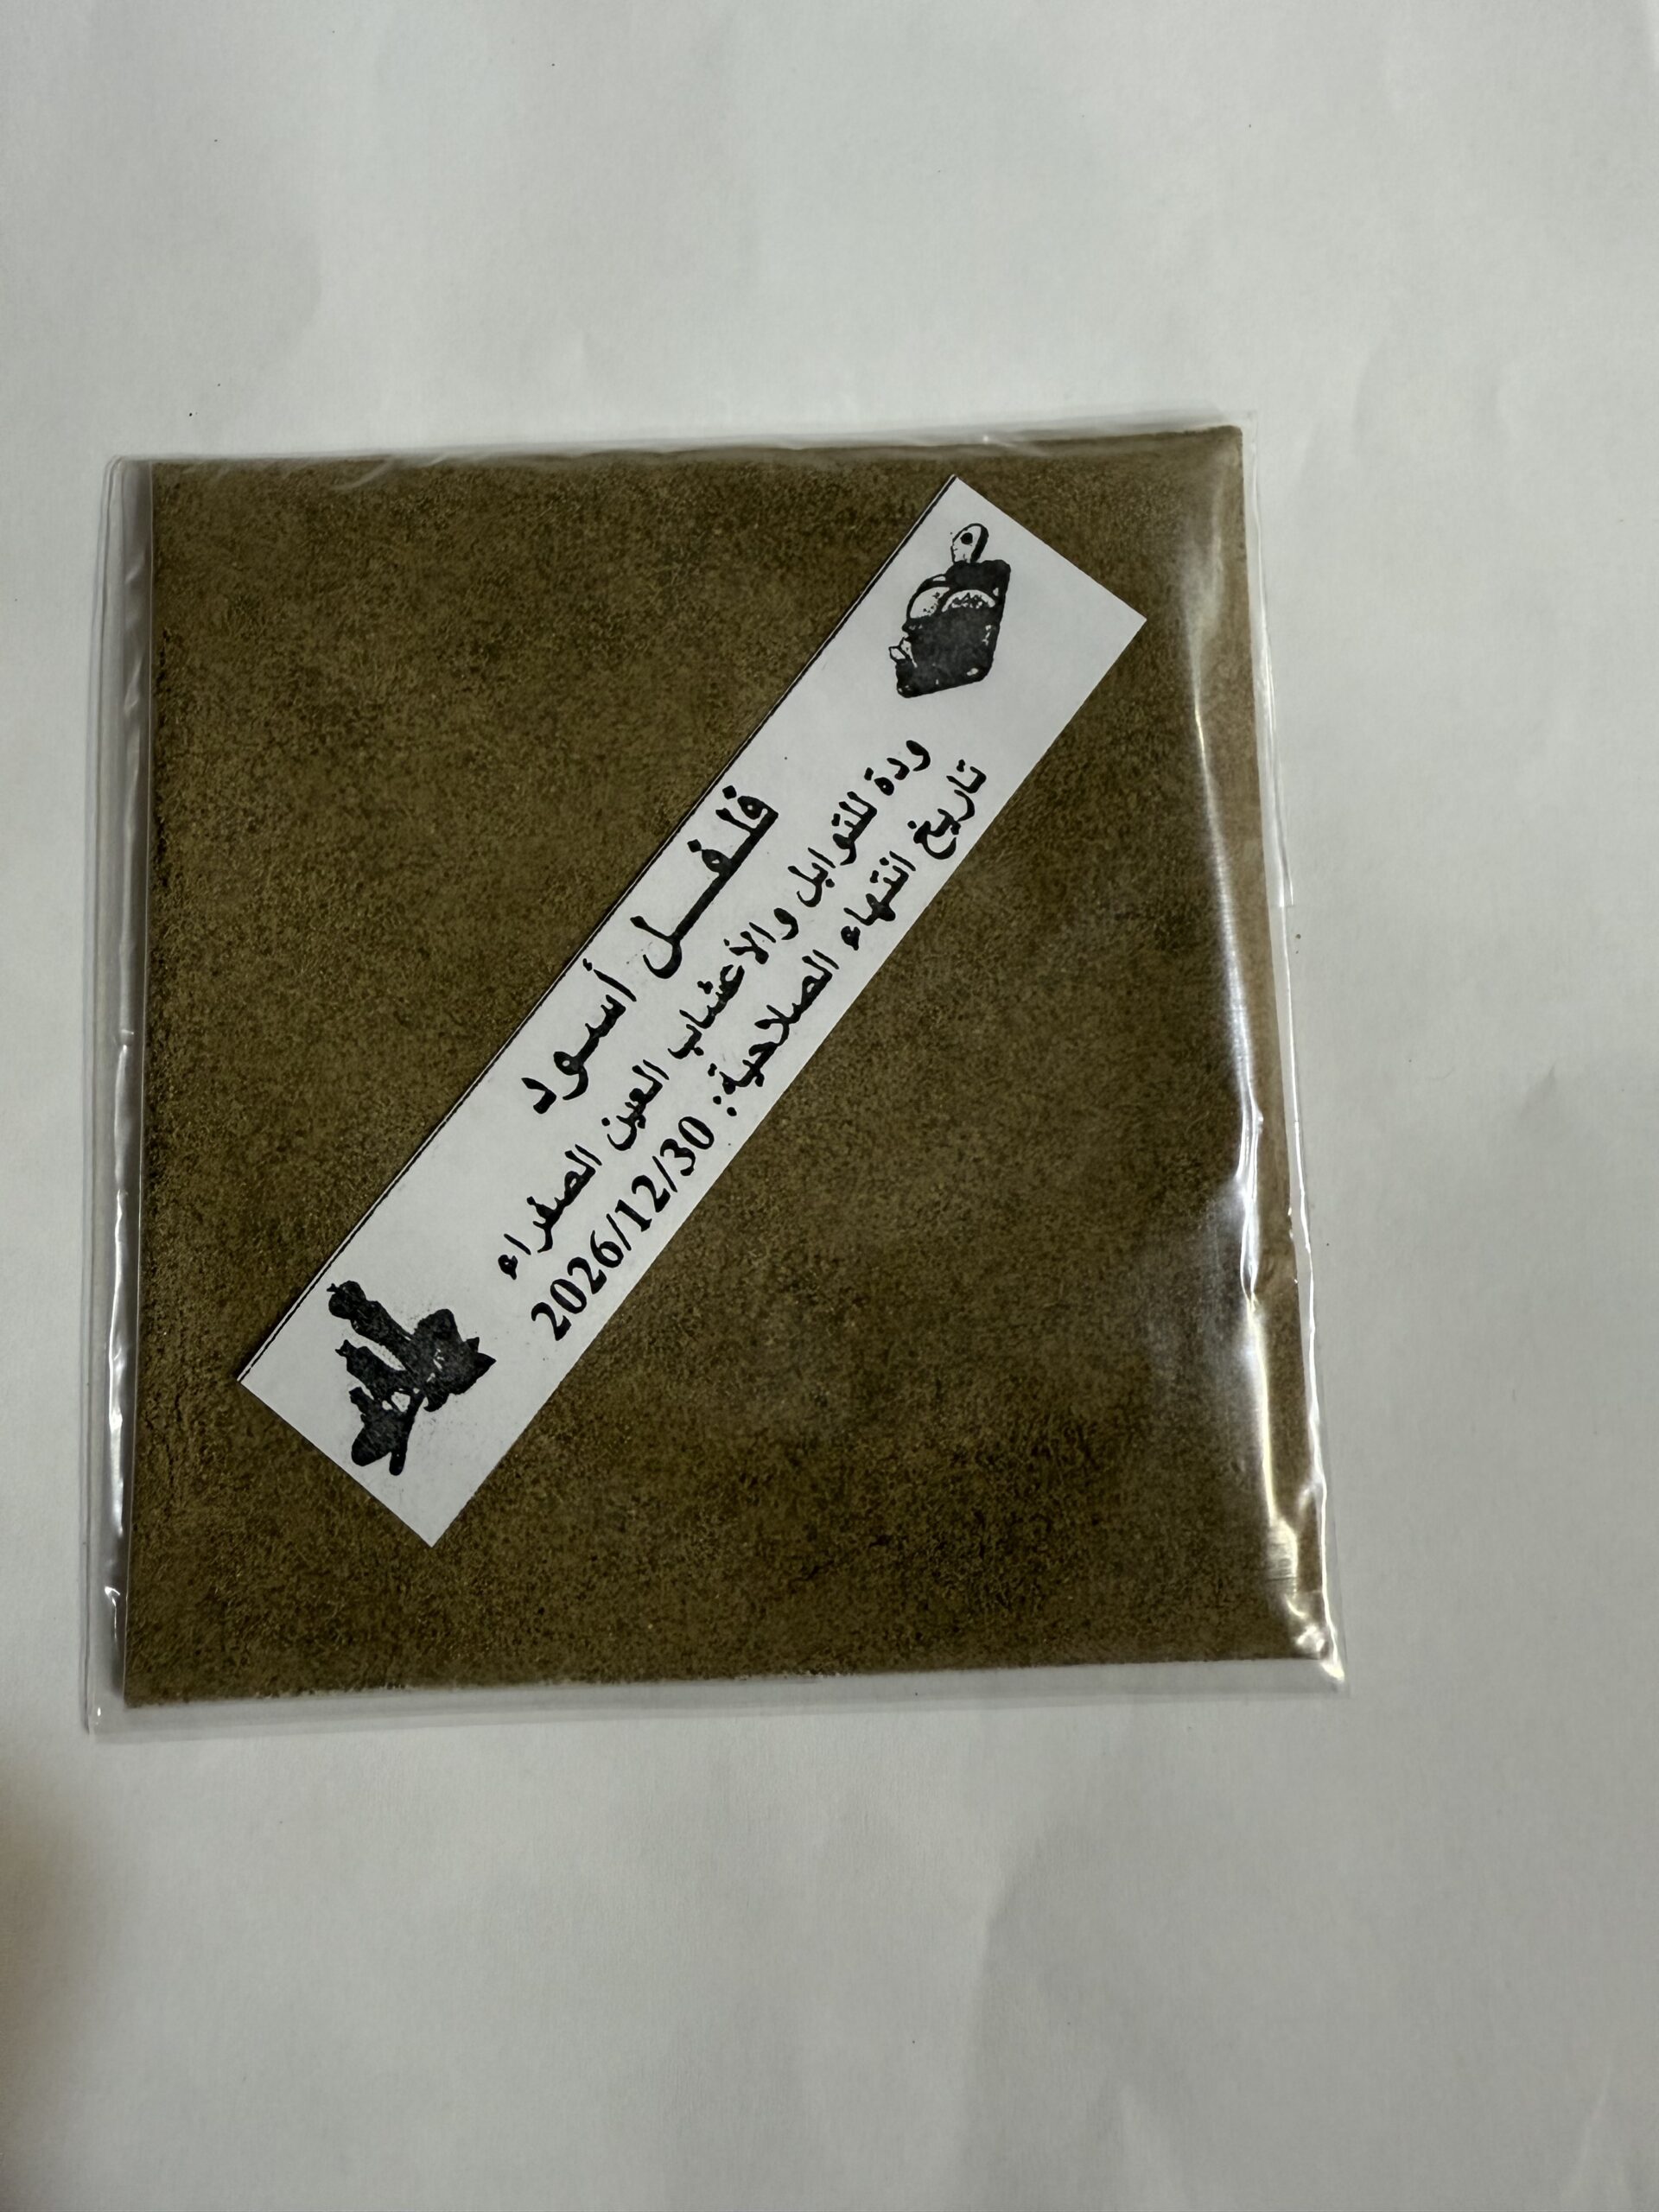 فلفل أسود
ودة للتوابل والأعشاب العين الصفراء
تاريخ انتهاء الصلاحية: 2026/12/30